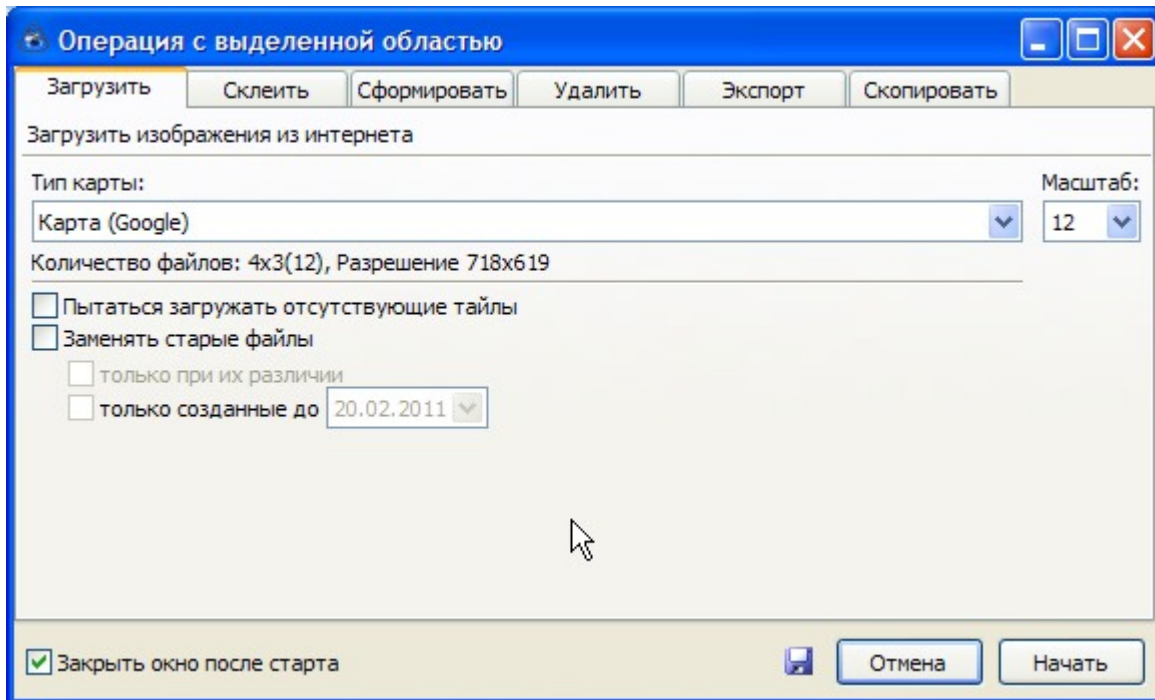 Операция с выделенной областью
Загрузить Склеить Сформировать Удалить Экспорт Скопировать
Загрузить изображения из интернета
Тип карты: Масштаб:
Карта (Google) 12
Количество файлов: 4x3(12), Разрешение 718x619
Пытаться загружать отсутствующие тайлы
Заменять старые файлы
только при их различии
только созданные до 20.02.2011
Закрыть окно после старта Отмена Начать